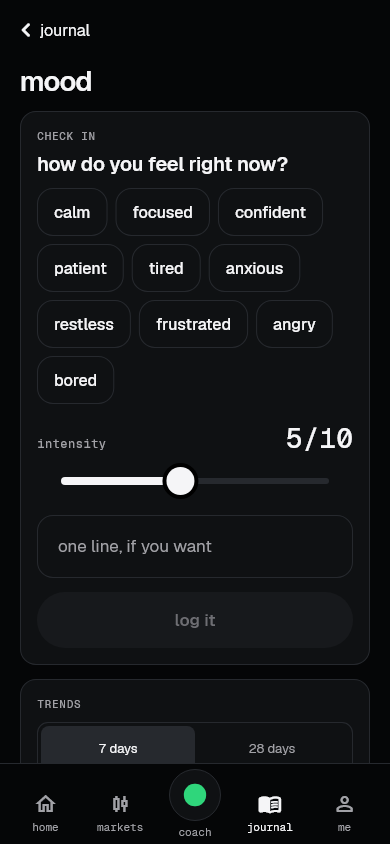 journal
mood
CHECK IN
how do you feel right now?
calm focused confident
patient tired anxious
restless frustrated angry
bored
intensity 5/10
one line, if you want
log it
TRENDS
7 days 28 days
home markets coach journal me